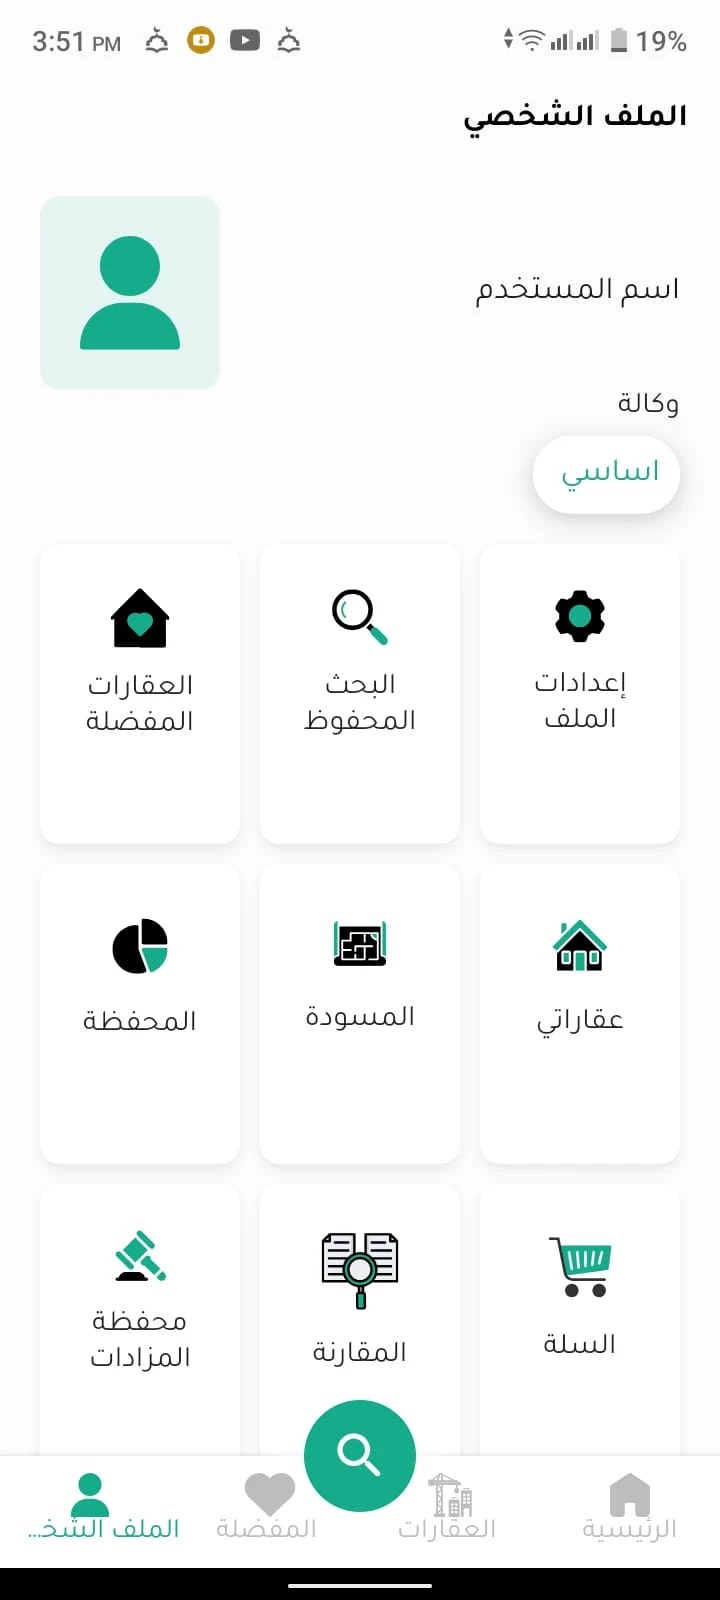 3:51 PM
19%
الملف الشخصي
اسم المستخدم
وكالة
اساسي
إعدادات
الملف
البحث
المحفوظ
العقارات
المفضلة
عقاراتي
المسودة
المحفظة
السلة
المقارنة
محفظة
المزادات
الرئيسية
العقارات
المفضلة
الملف الشخ...